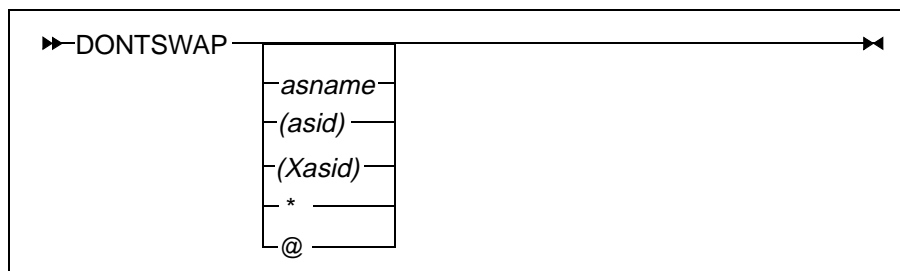 DONTSWAP
asname
(asid)
(Xasid)
*
@